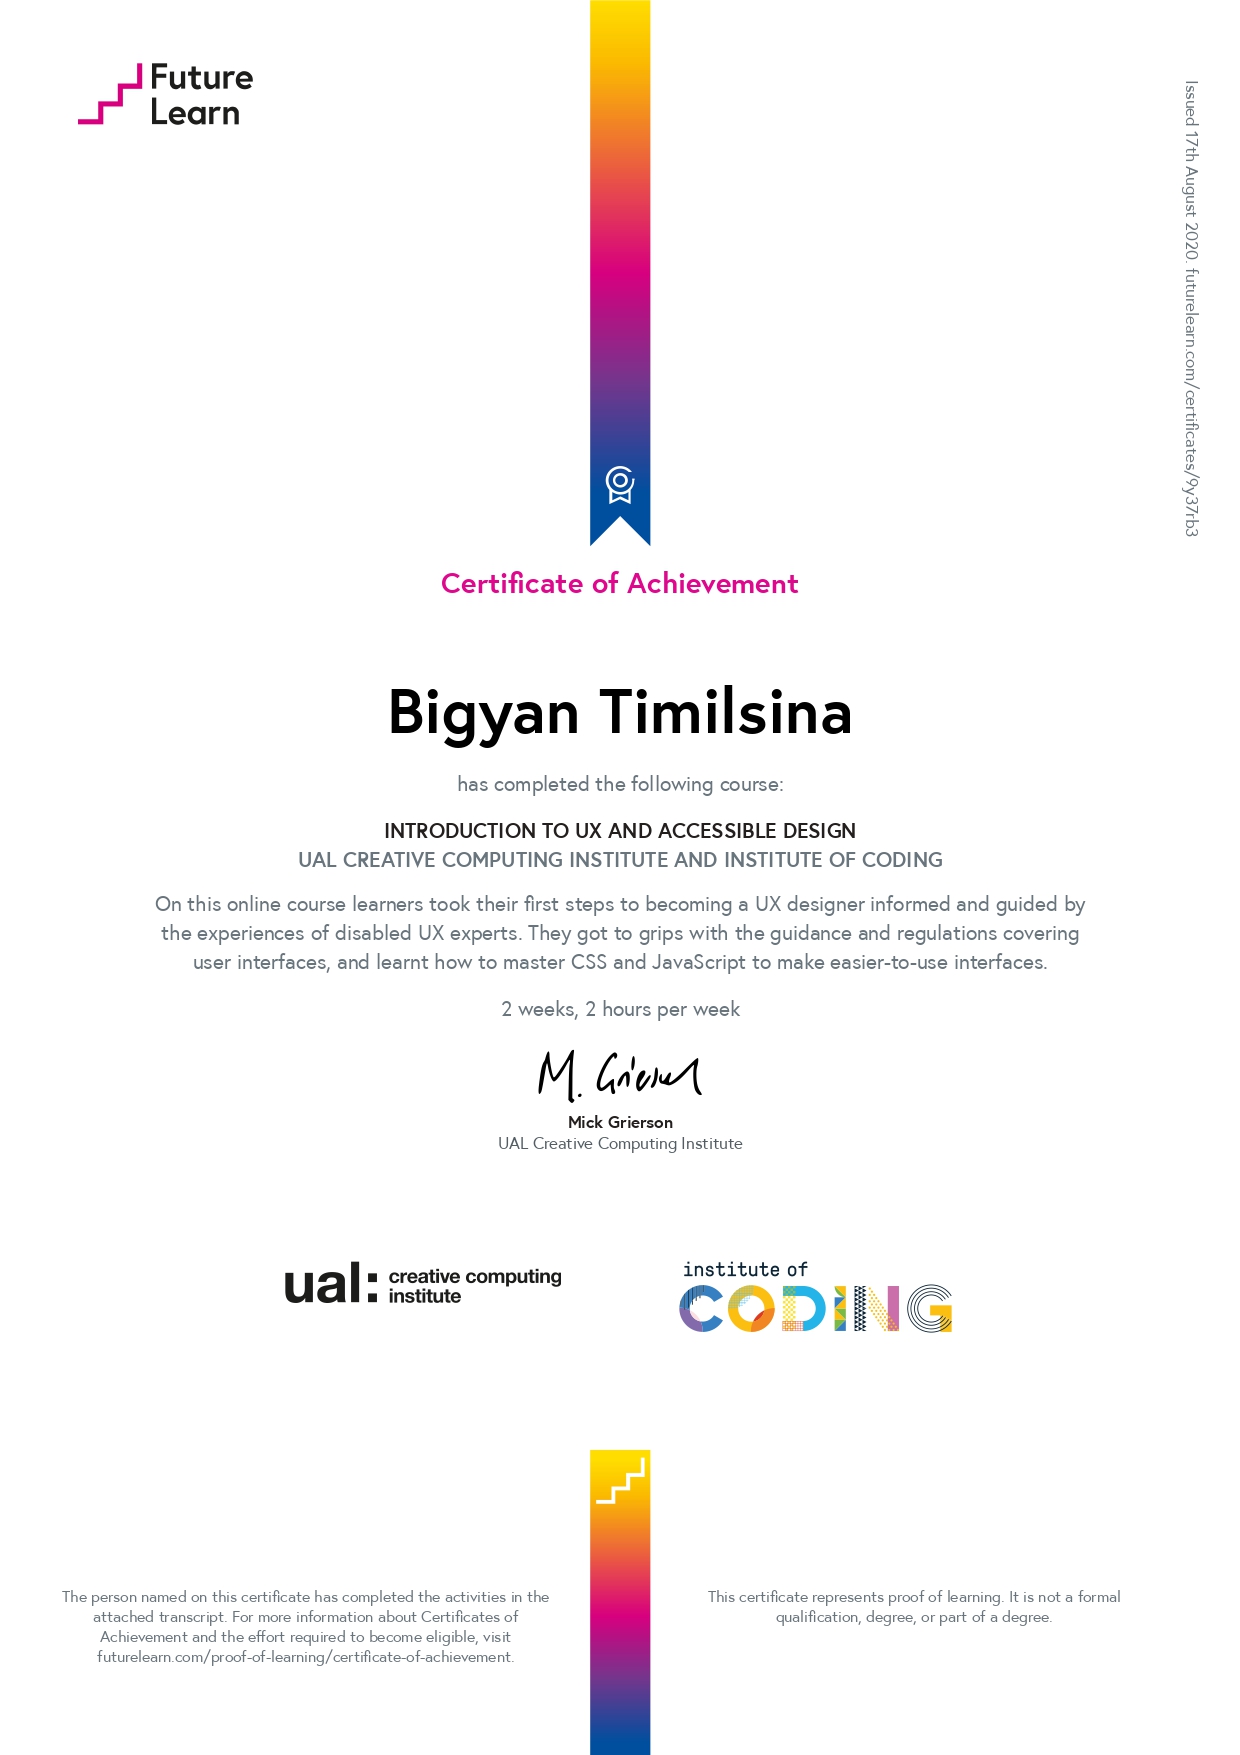 Future
Learn
Issued 17th August 2020. futurelearn.com/certificates/9y37rb3
Certificate of Achievement
Bigyan Timilsina
has completed the following course:
INTRODUCTION TO UX AND ACCESSIBLE DESIGN
UAL CREATIVE COMPUTING INSTITUTE AND INSTITUTE OF CODING
On this online course learners took their first steps to becoming a UX designer informed and guided by
the experiences of disabled UX experts. They got to grips with the guidance and regulations covering
user interfaces, and learnt how to master CSS and JavaScript to make easier-to-use interfaces.
2 weeks, 2 hours per week
M. Grierson
Mick Grierson
UAL Creative Computing Institute
ual: creative computing
institute
institute of
CODING
The person named on this certificate has completed the activities in the
attached transcript. For more information about Certificates of
Achievement and the effort required to become eligible, visit
futurelearn.com/proof-of-learning/certificate-of-achievement.
This certificate represents proof of learning. It is not a formal
qualification, degree, or part of a degree.